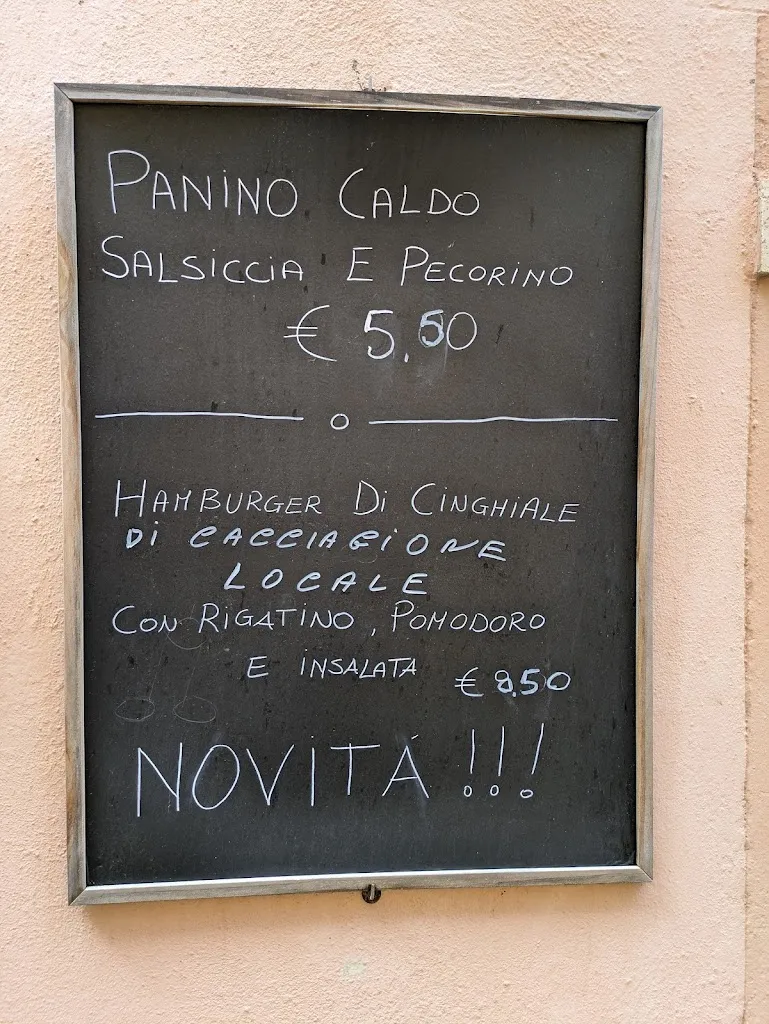 PANINO CALDO
SALSICCIA E PECORINO
€ 5.50
HAMBURGER Di CINGHIALE
Di CACCIAGIONE
LOCALE
CON RIGATINO, POMODORO
E INSALATA € 8.50
NOVITÁ !!!